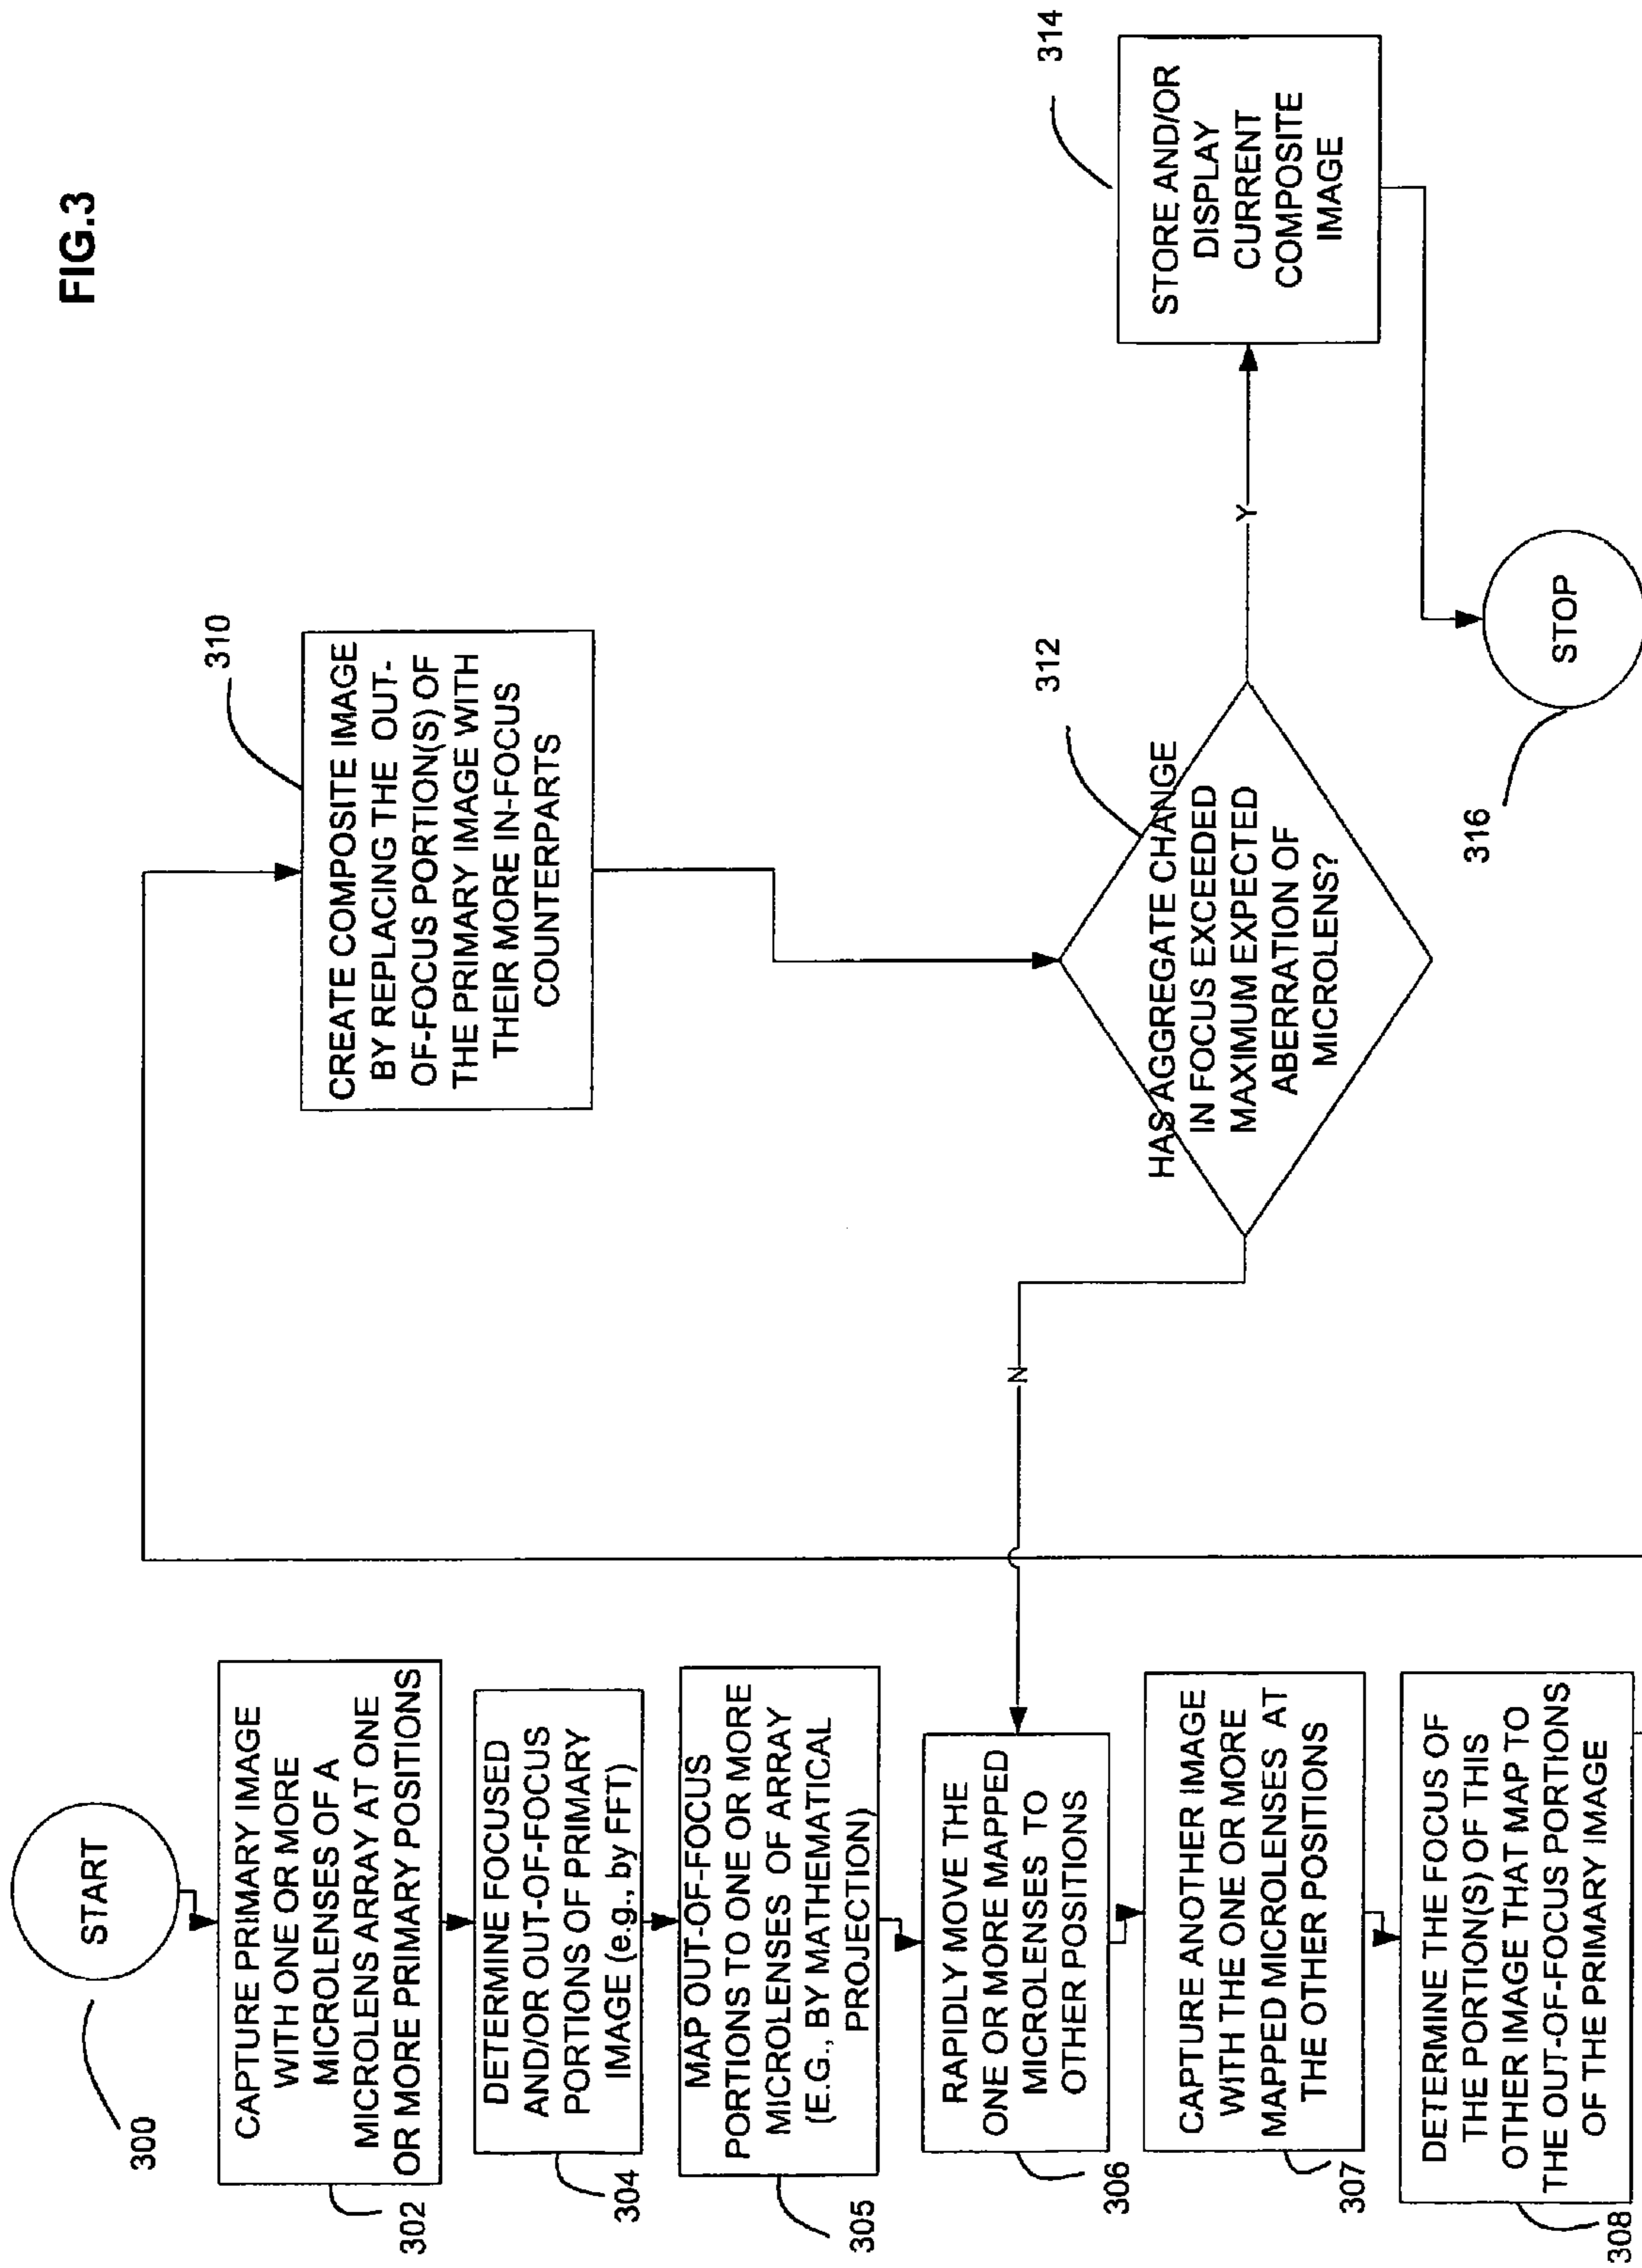 FIG.3
START
300
CAPTURE PRIMARY IMAGE
WITH ONE OR MORE
MICROLENSES OF A
MICROLENS ARRAY AT ONE
OR MORE PRIMARY POSITIONS
302
DETERMINE FOCUSED
AND/OR OUT-OF-FOCUS
PORTIONS OF PRIMARY
IMAGE (e.g., by FFT)
304
MAP OUT-OF-FOCUS
PORTIONS TO ONE OR MORE
MICROLENSES OF ARRAY
(E.G., BY MATHEMATICAL
PROJECTION)
305
RAPIDLY MOVE THE
ONE OR MORE MAPPED
MICROLENSES TO
OTHER POSITIONS
306
CAPTURE ANOTHER IMAGE
WITH THE ONE OR MORE
MAPPED MICROLENSES AT
THE OTHER POSITIONS
307
DETERMINE THE FOCUS OF
THE PORTION(S) OF THIS
OTHER IMAGE THAT MAP TO
THE OUT-OF-FOCUS PORTIONS
OF THE PRIMARY IMAGE
308
310
CREATE COMPOSITE IMAGE
BY REPLACING THE OUT-
OF-FOCUS PORTION(S) OF
THE PRIMARY IMAGE WITH
THEIR MORE IN-FOCUS
COUNTERPARTS
312
HAS AGGREGATE CHANGE
IN FOCUS EXCEEDED
MAXIMUM EXPECTED
ABERRATION OF
MICROLENS?
N
Y
314
STORE AND/OR
DISPLAY
CURRENT
COMPOSITE
IMAGE
STOP
316